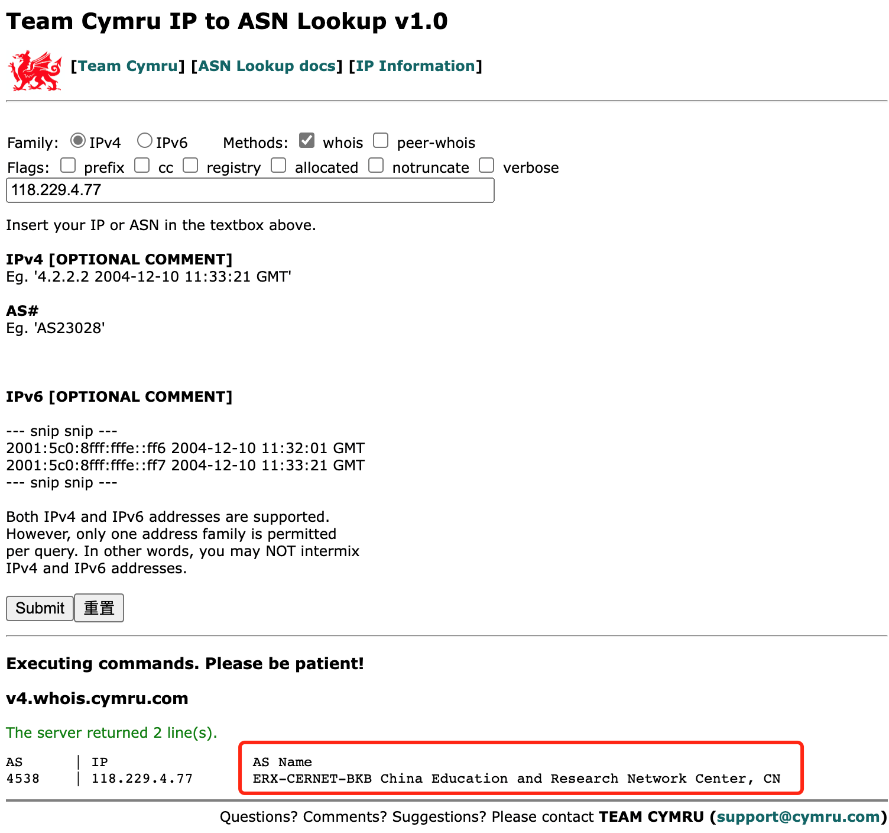 Team Cymru IP to ASN Lookup v1.0
[Team Cymru] [ASN Lookup docs] [IP Information]
Family: IPv4 IPv6 Methods: whois peer-whois
Flags: prefix cc registry allocated notruncate verbose
118.229.4.77
Insert your IP or ASN in the textbox above.
IPv4 [OPTIONAL COMMENT]
Eg. '4.2.2.2 2004-12-10 11:33:21 GMT'
AS#
Eg. 'AS23028'
IPv6 [OPTIONAL COMMENT]
--- snip snip ---
2001:5c0:8fff:fffe::ff6 2004-12-10 11:32:01 GMT
2001:5c0:8fff:fffe::ff7 2004-12-10 11:33:21 GMT
--- snip snip ---
Both IPv4 and IPv6 addresses are supported.
However, only one address family is permitted
per query. In other words, you may NOT intermix
IPv4 and IPv6 addresses.
Submit 重置
Executing commands. Please be patient!
v4.whois.cymru.com
The server returned 2 line(s).
AS | IP AS Name
4538 | 118.229.4.77 ERX-CERNET-BKB China Education and Research Network Center, CN
Questions? Comments? Suggestions? Please contact TEAM CYMRU (support@cymru.com)